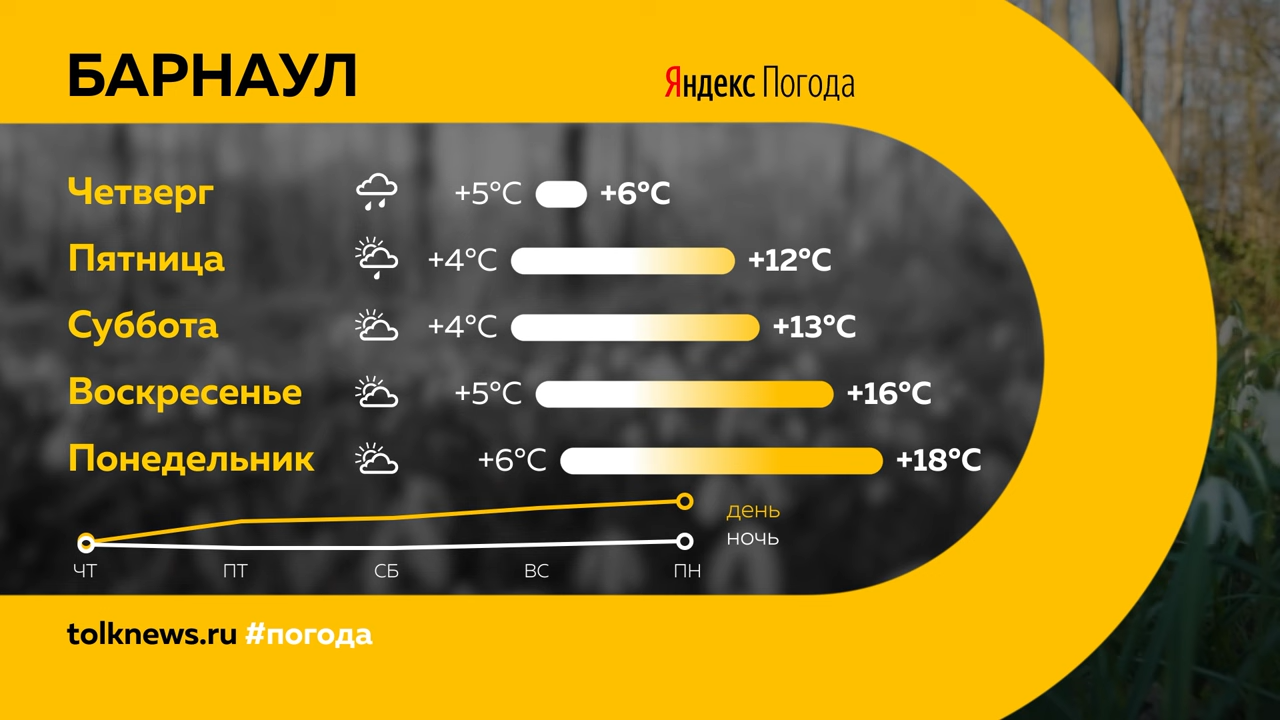 БАРНАУЛ
Яндекс Погода
Четверг +5°C +6°C
Пятница +4°C +12°C
Суббота +4°C +13°C
Воскресенье +5°C +16°C
Понедельник +6°C +18°C
день
ночь
ЧТ ПТ СБ ВС ПН
tolknews.ru #погода